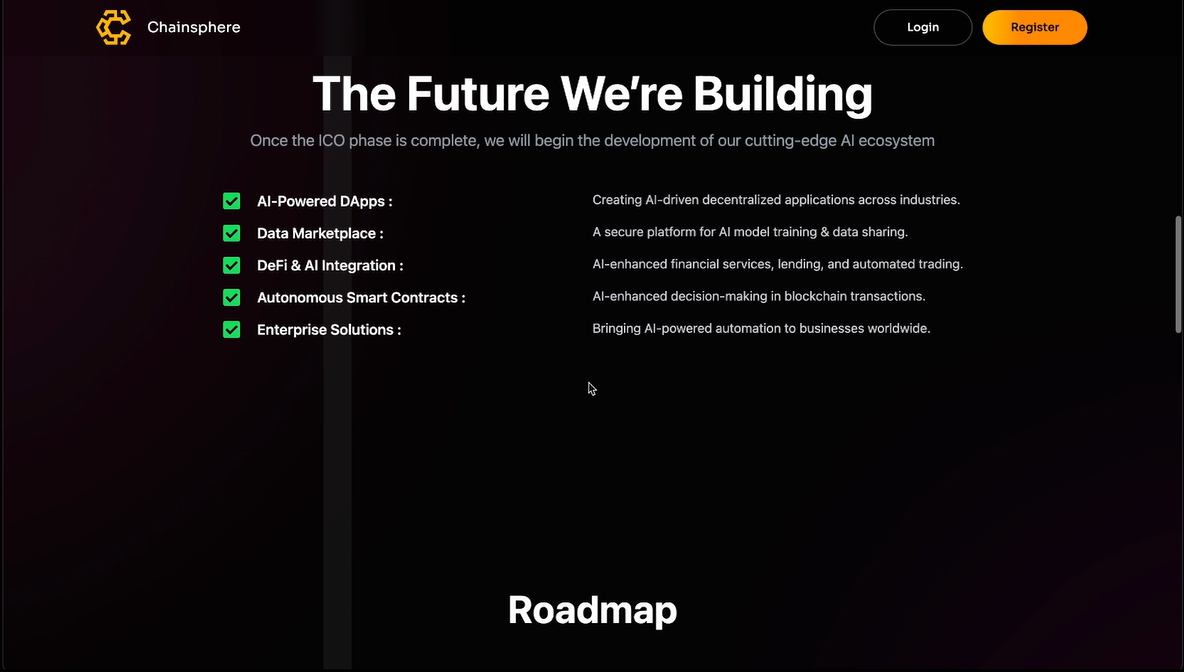 Chainsphere
Login
Register
The Future We're Building
Once the ICO phase is complete, we will begin the development of our cutting-edge AI ecosystem
AI-Powered DApps :
Creating AI-driven decentralized applications across industries.
Data Marketplace :
A secure platform for AI model training & data sharing.
DeFi & AI Integration :
AI-enhanced financial services, lending, and automated trading.
Autonomous Smart Contracts :
AI-enhanced decision-making in blockchain transactions.
Enterprise Solutions :
Bringing AI-powered automation to businesses worldwide.
Roadmap